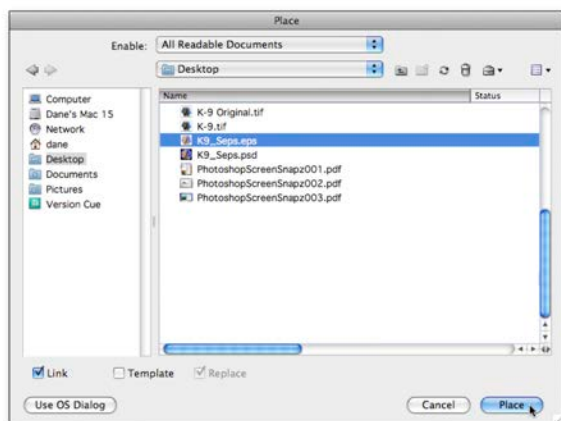 Place
Enable: All Readable Documents
Desktop
Computer
Dane's Mac 15
Network
dane
Desktop
Documents
Pictures
Version Cue
Name Status
K-9 Original.tif
K-9.tif
K9_Seps.eps
K9_Seps.psd
PhotoshopScreenSnapz001.pdf
PhotoshopScreenSnapz002.pdf
PhotoshopScreenSnapz003.pdf
Link Template Replace
Use OS Dialog Cancel Place